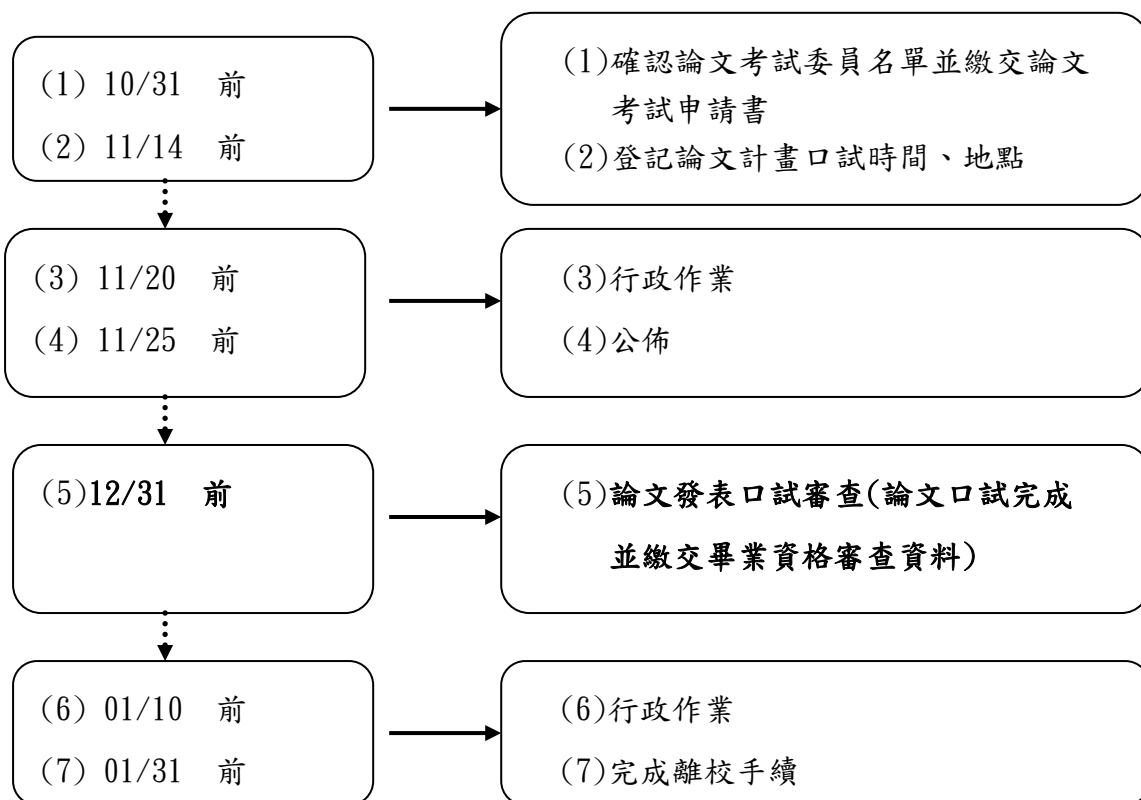 (1) 10/31 前
(2) 11/14 前
(1)確認論文考試委員名單並繳交論文
考試申請書
(2)登記論文計畫口試時間、地點
(3) 11/20 前
(4) 11/25 前
(3)行政作業
(4)公佈
(5)12/31 前
(5)論文發表口試審查(論文口試完成
並繳交畢業資格審查資料)
(6) 01/10 前
(7) 01/31 前
(6)行政作業
(7)完成離校手續